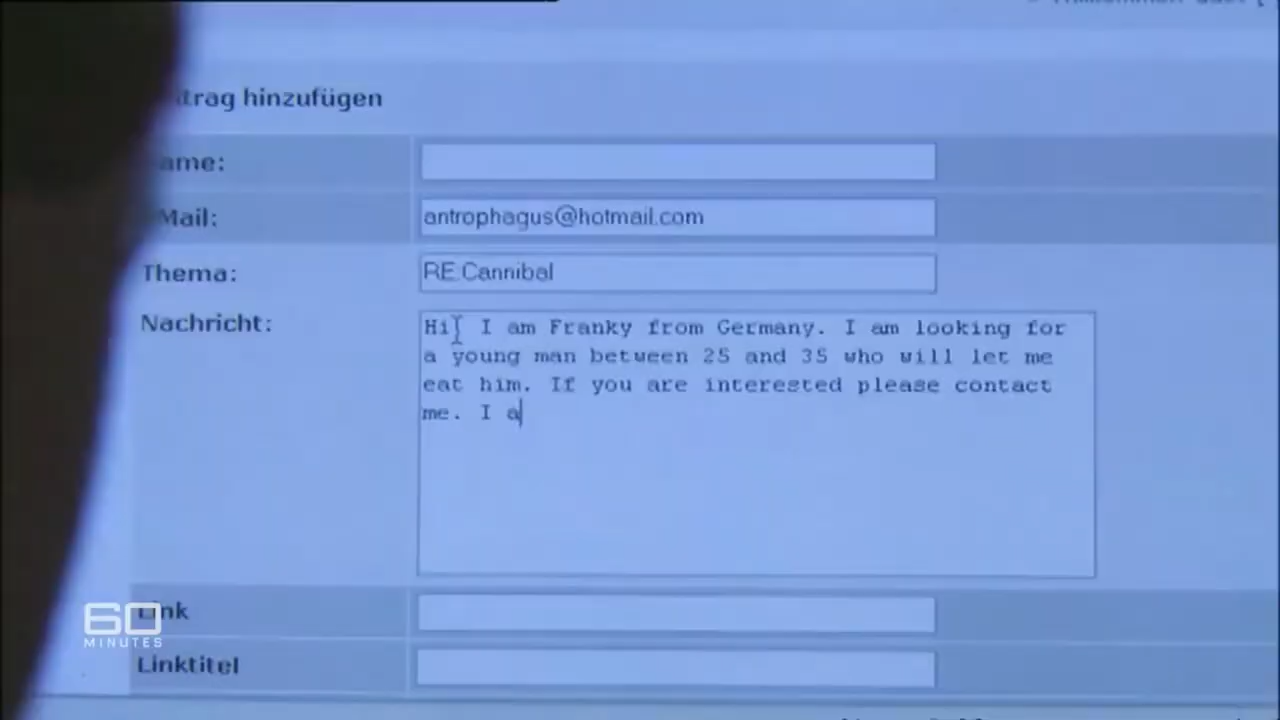 hinzufügen
Mail:
antrophagus@hotmail.com
Thema:
RE:Cannibal
Nachricht:
Hi, I am Franky from Germany. I am looking for
a young man between 25 and 35 who will let me
eat him. If you are interested please contact
me. I a
Link
60
MINUTES
Linktitel